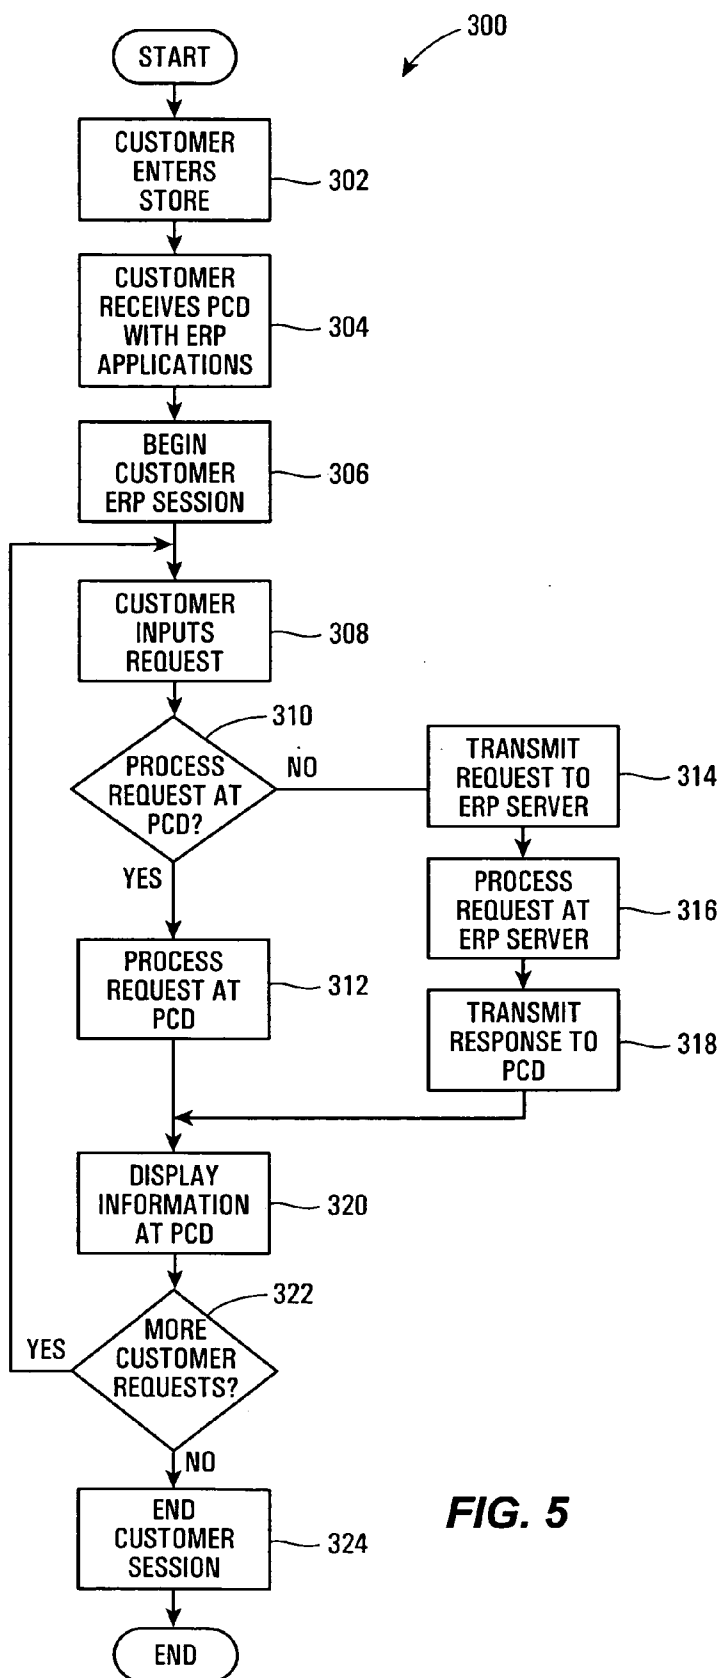 300
START
CUSTOMER
ENTERS
STORE
302
CUSTOMER
RECEIVES PCD
WITH ERP
APPLICATIONS
304
BEGIN
CUSTOMER
ERP SESSION
306
CUSTOMER
INPUTS
REQUEST
308
310
PROCESS
REQUEST AT
PCD?
NO
YES
TRANSMIT
REQUEST TO
ERP SERVER
314
PROCESS
REQUEST AT
ERP SERVER
316
PROCESS
REQUEST AT
PCD
312
TRANSMIT
RESPONSE TO
PCD
318
DISPLAY
INFORMATION
AT PCD
320
322
MORE
CUSTOMER
REQUESTS?
YES
NO
END
CUSTOMER
SESSION
324
END
FIG. 5